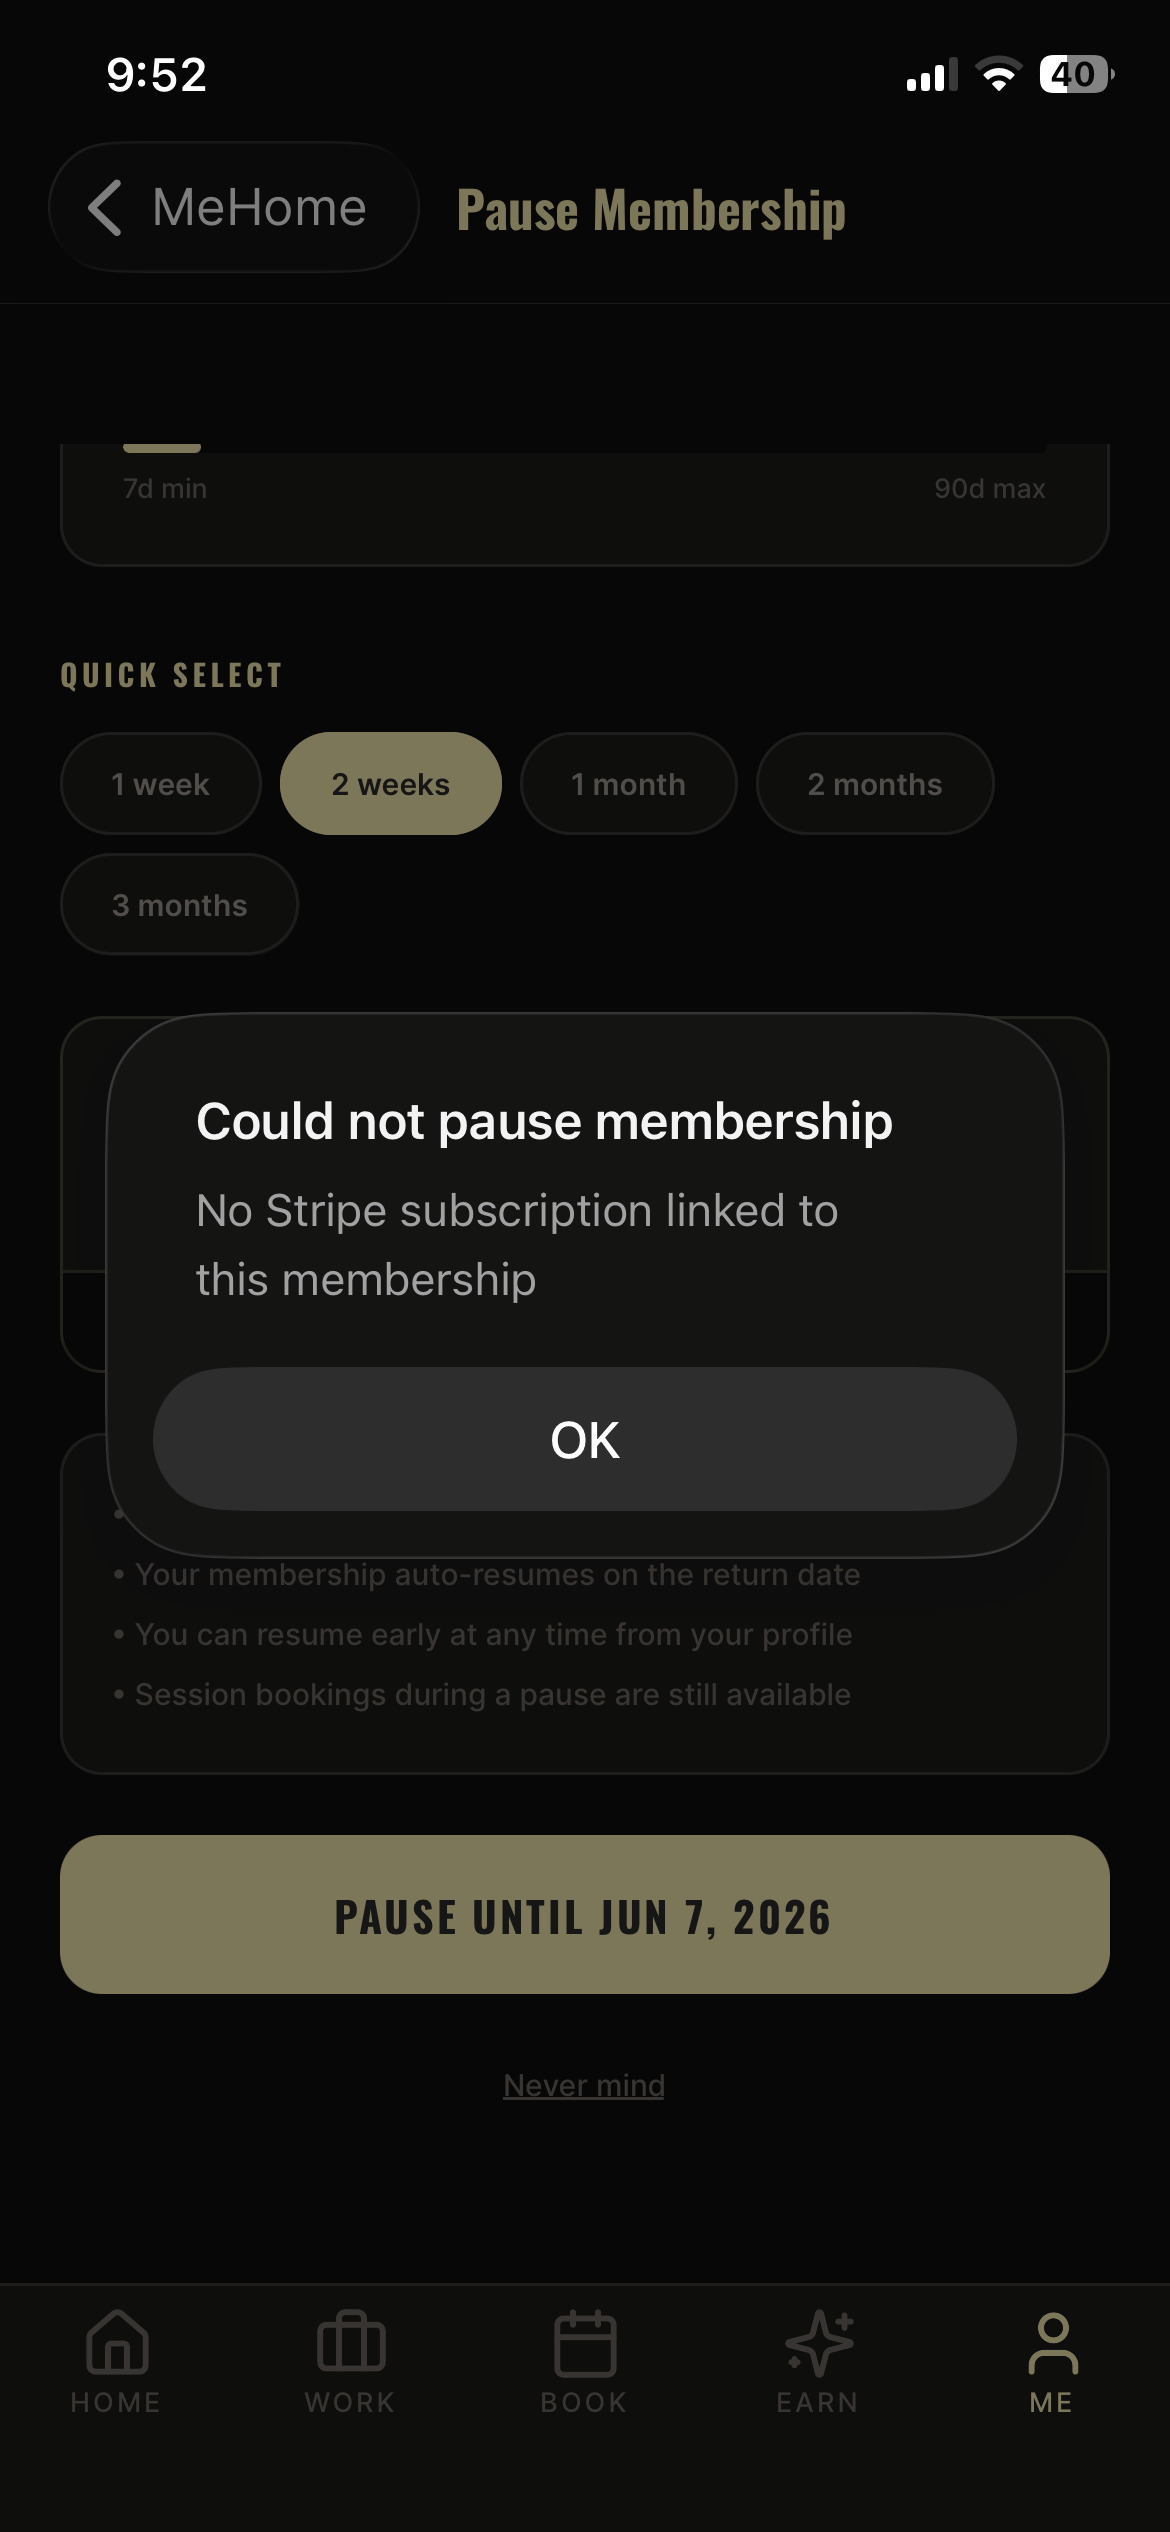 9:52
40
MeHome
Pause Membership
7d min
90d max
QUICK SELECT
1 week
2 weeks
1 month
2 months
3 months
Could not pause membership
No Stripe subscription linked to
this membership
OK
• Your membership auto-resumes on the return date
• You can resume early at any time from your profile
• Session bookings during a pause are still available
PAUSE UNTIL JUN 7, 2026
Never mind
HOME
WORK
BOOK
EARN
ME